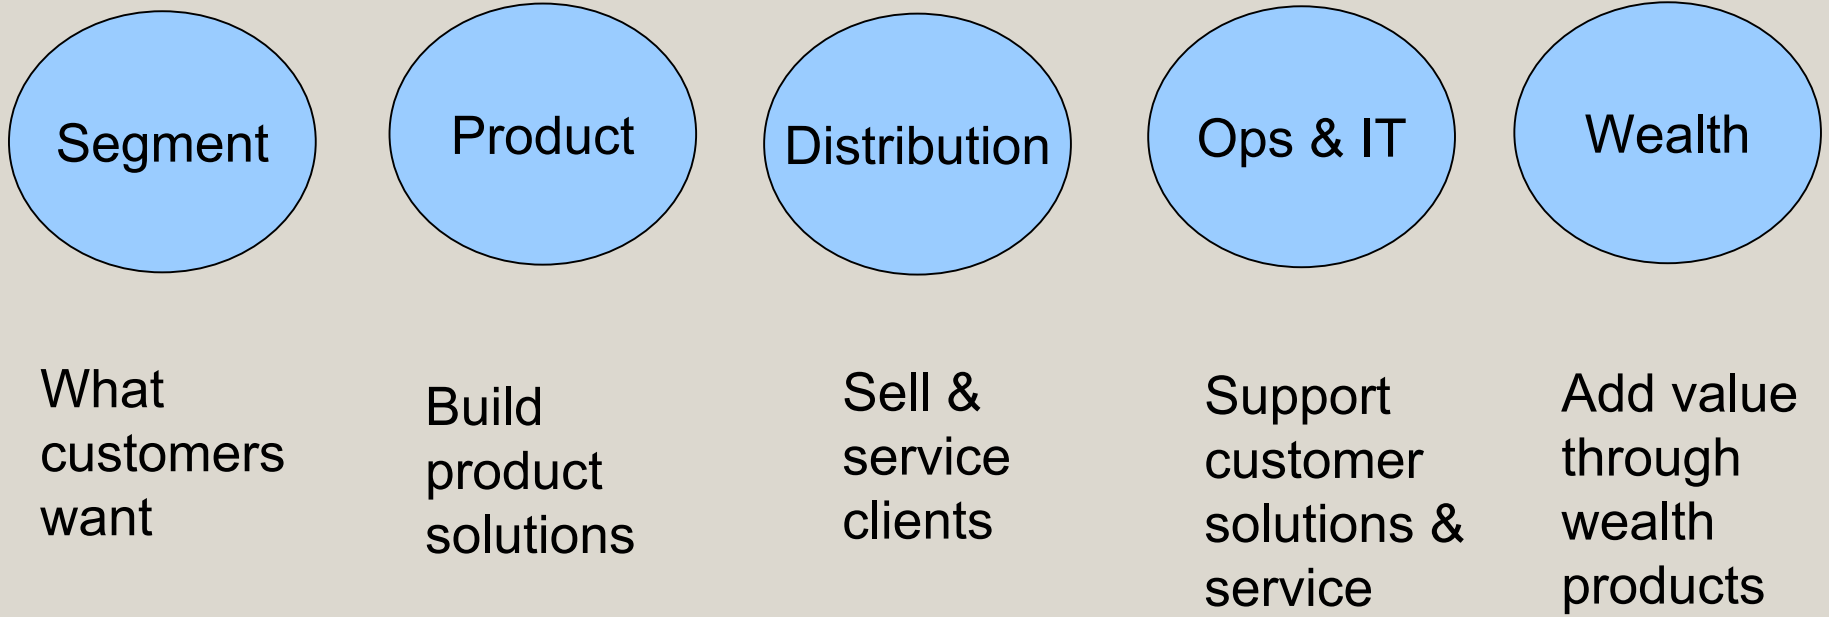 Segment
Product
Distribution
Ops & IT
Wealth
What
customers
want
Build
product
solutions
Sell &
service
clients
Support
customer
solutions &
service
Add value
through
wealth
products